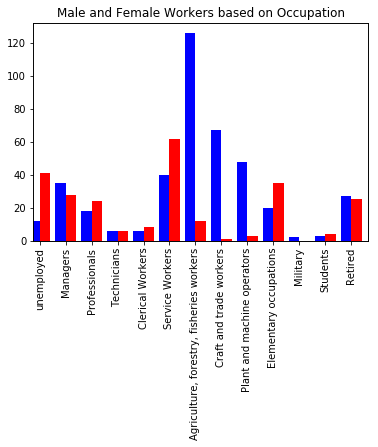 Male and Female Workers based on Occupation
120
100
80
60
40
20
0
unemployed
Managers
Professionals
Technicians
Clerical Workers
Service Workers
Agriculture, forestry, fisheries workers
Craft and trade workers
Plant and machine operators
Elementary occupations
Military
Students
Retired